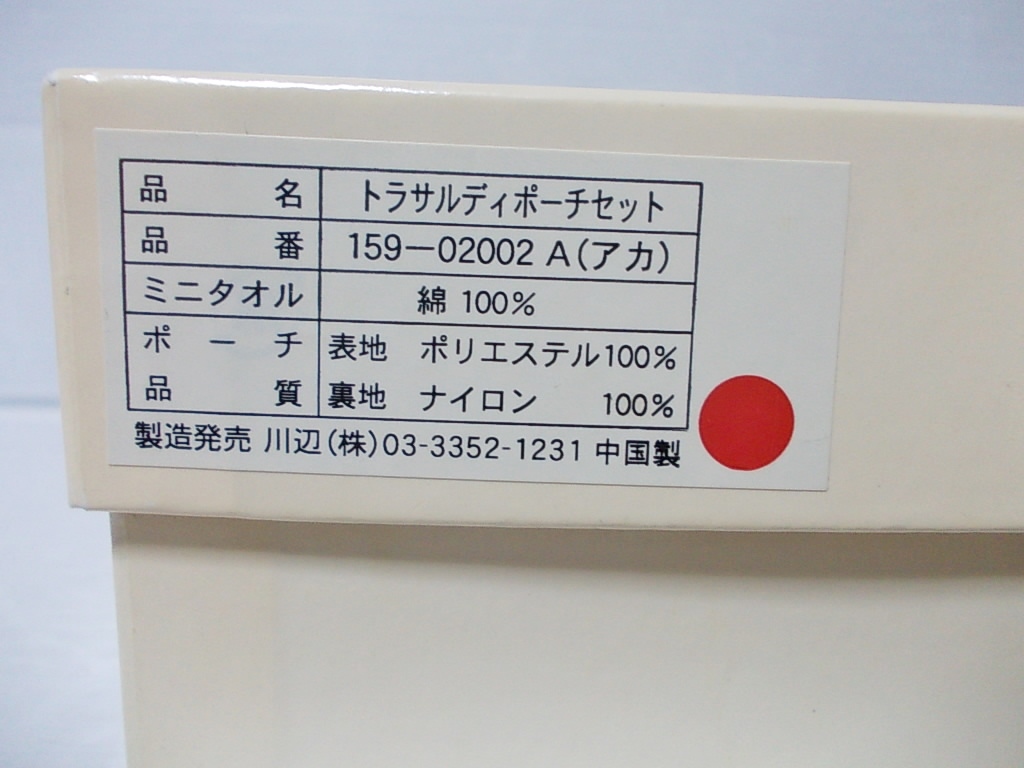 品名 トラサルディポーチセット
品番 159-02002 A(アカ)
ミニタオル 綿 100%
ポーチ 表地 ポリエステル100%
品質 裏地 ナイロン 100%
製造発売 川辺(株)03-3352-1231 中国製